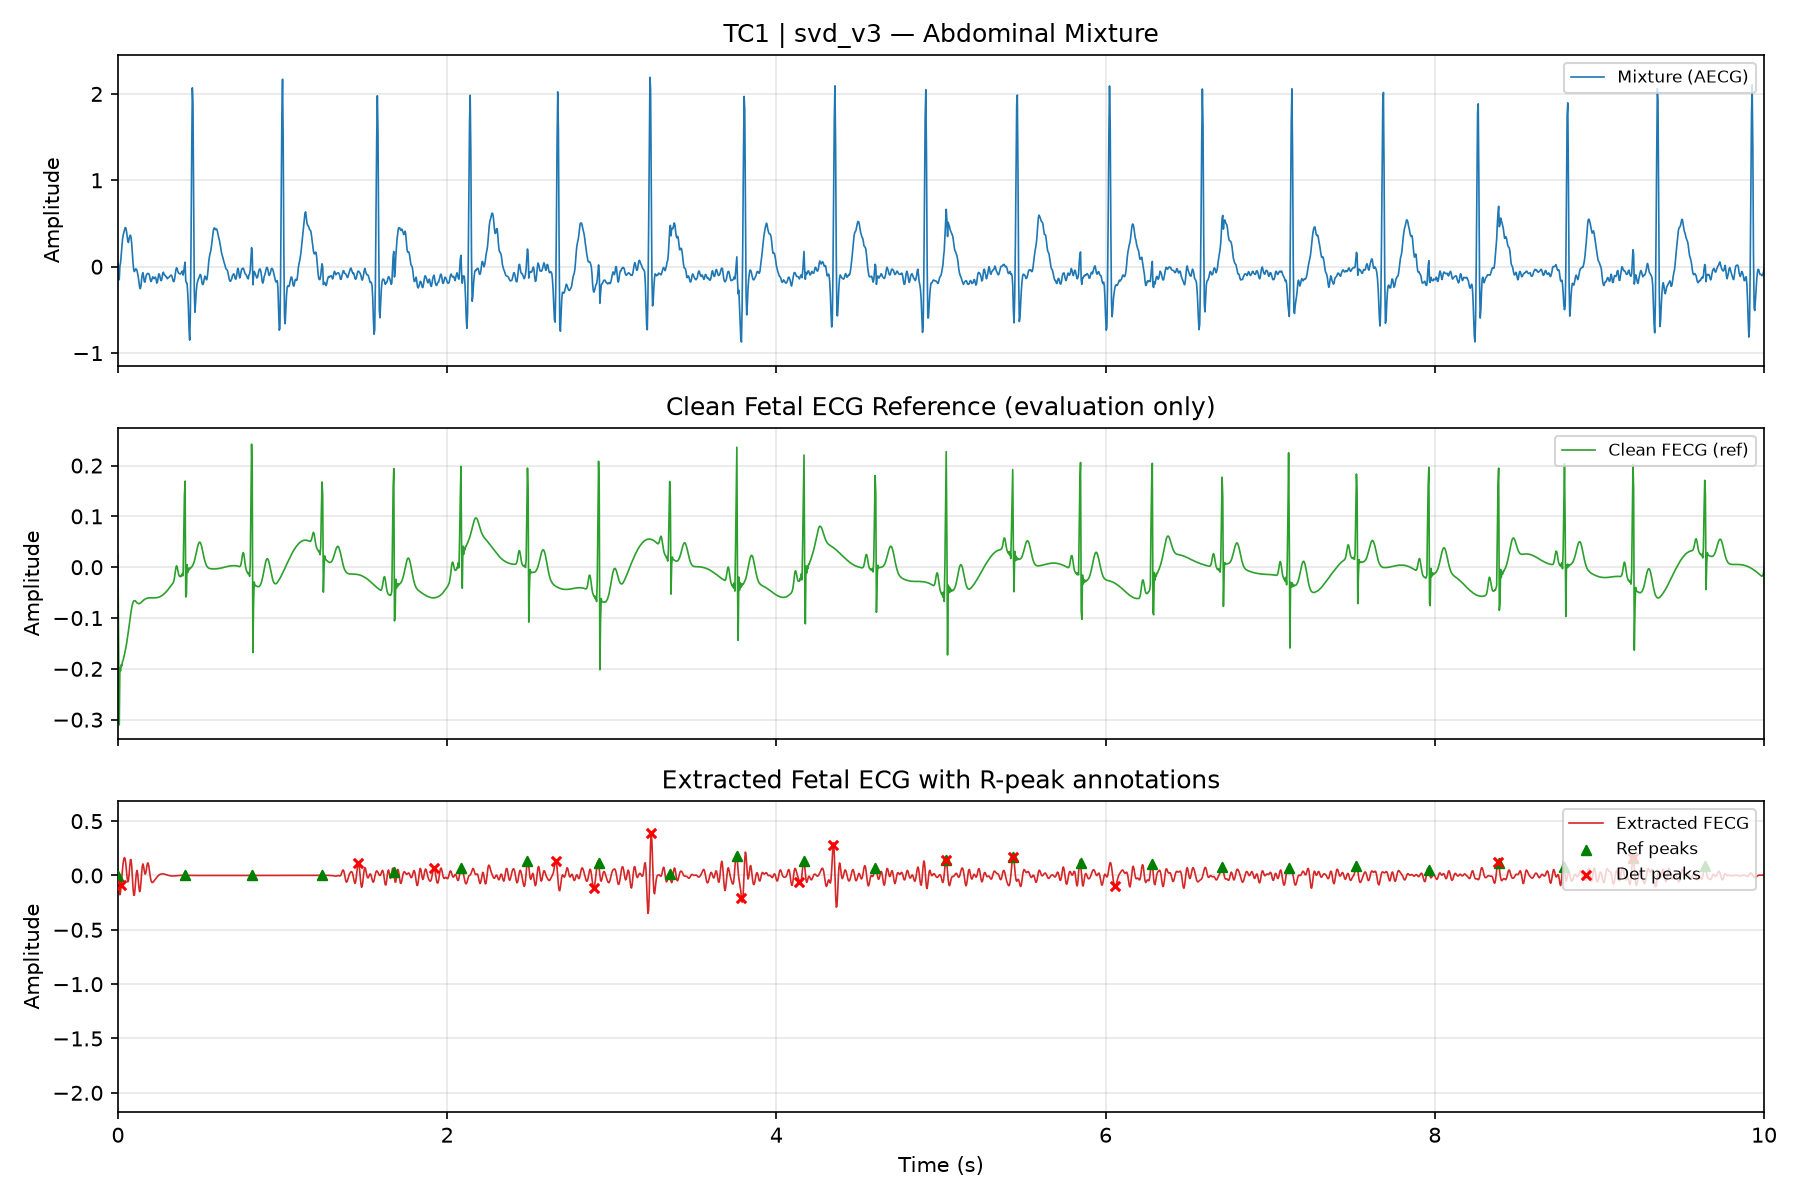 TC1 | svd_v3 — Abdominal Mixture
Mixture (AECG)
Amplitude
2
1
0
−1
Clean Fetal ECG Reference (evaluation only)
Clean FECG (ref)
Amplitude
0.2
0.1
0.0
−0.1
−0.2
−0.3
Extracted Fetal ECG with R-peak annotations
Extracted FECG
Ref peaks
Det peaks
Amplitude
0.5
0.0
−0.5
−1.0
−1.5
−2.0
0 2 4 6 8 10
Time (s)